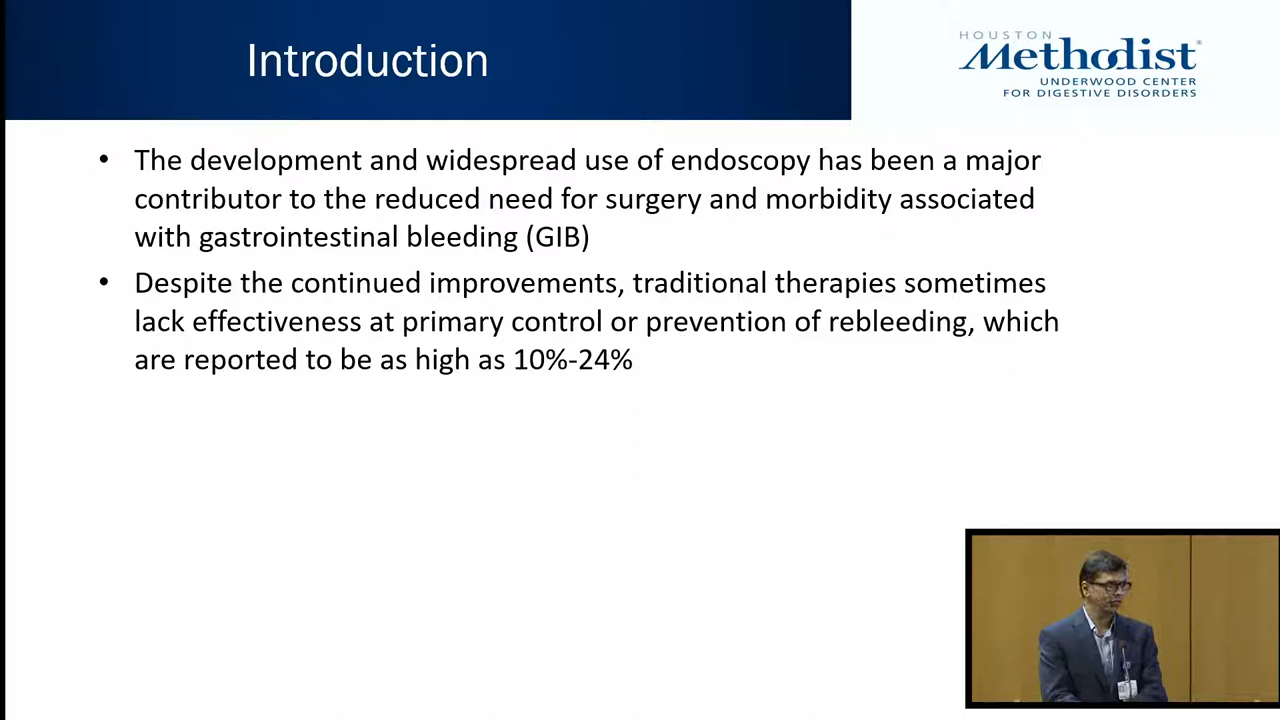 Introduction
HOUSTON
Methodist®
UNDERWOOD CENTER
FOR DIGESTIVE DISORDERS
• The development and widespread use of endoscopy has been a major
contributor to the reduced need for surgery and morbidity associated
with gastrointestinal bleeding (GIB)
• Despite the continued improvements, traditional therapies sometimes
lack effectiveness at primary control or prevention of rebleeding, which
are reported to be as high as 10%-24%